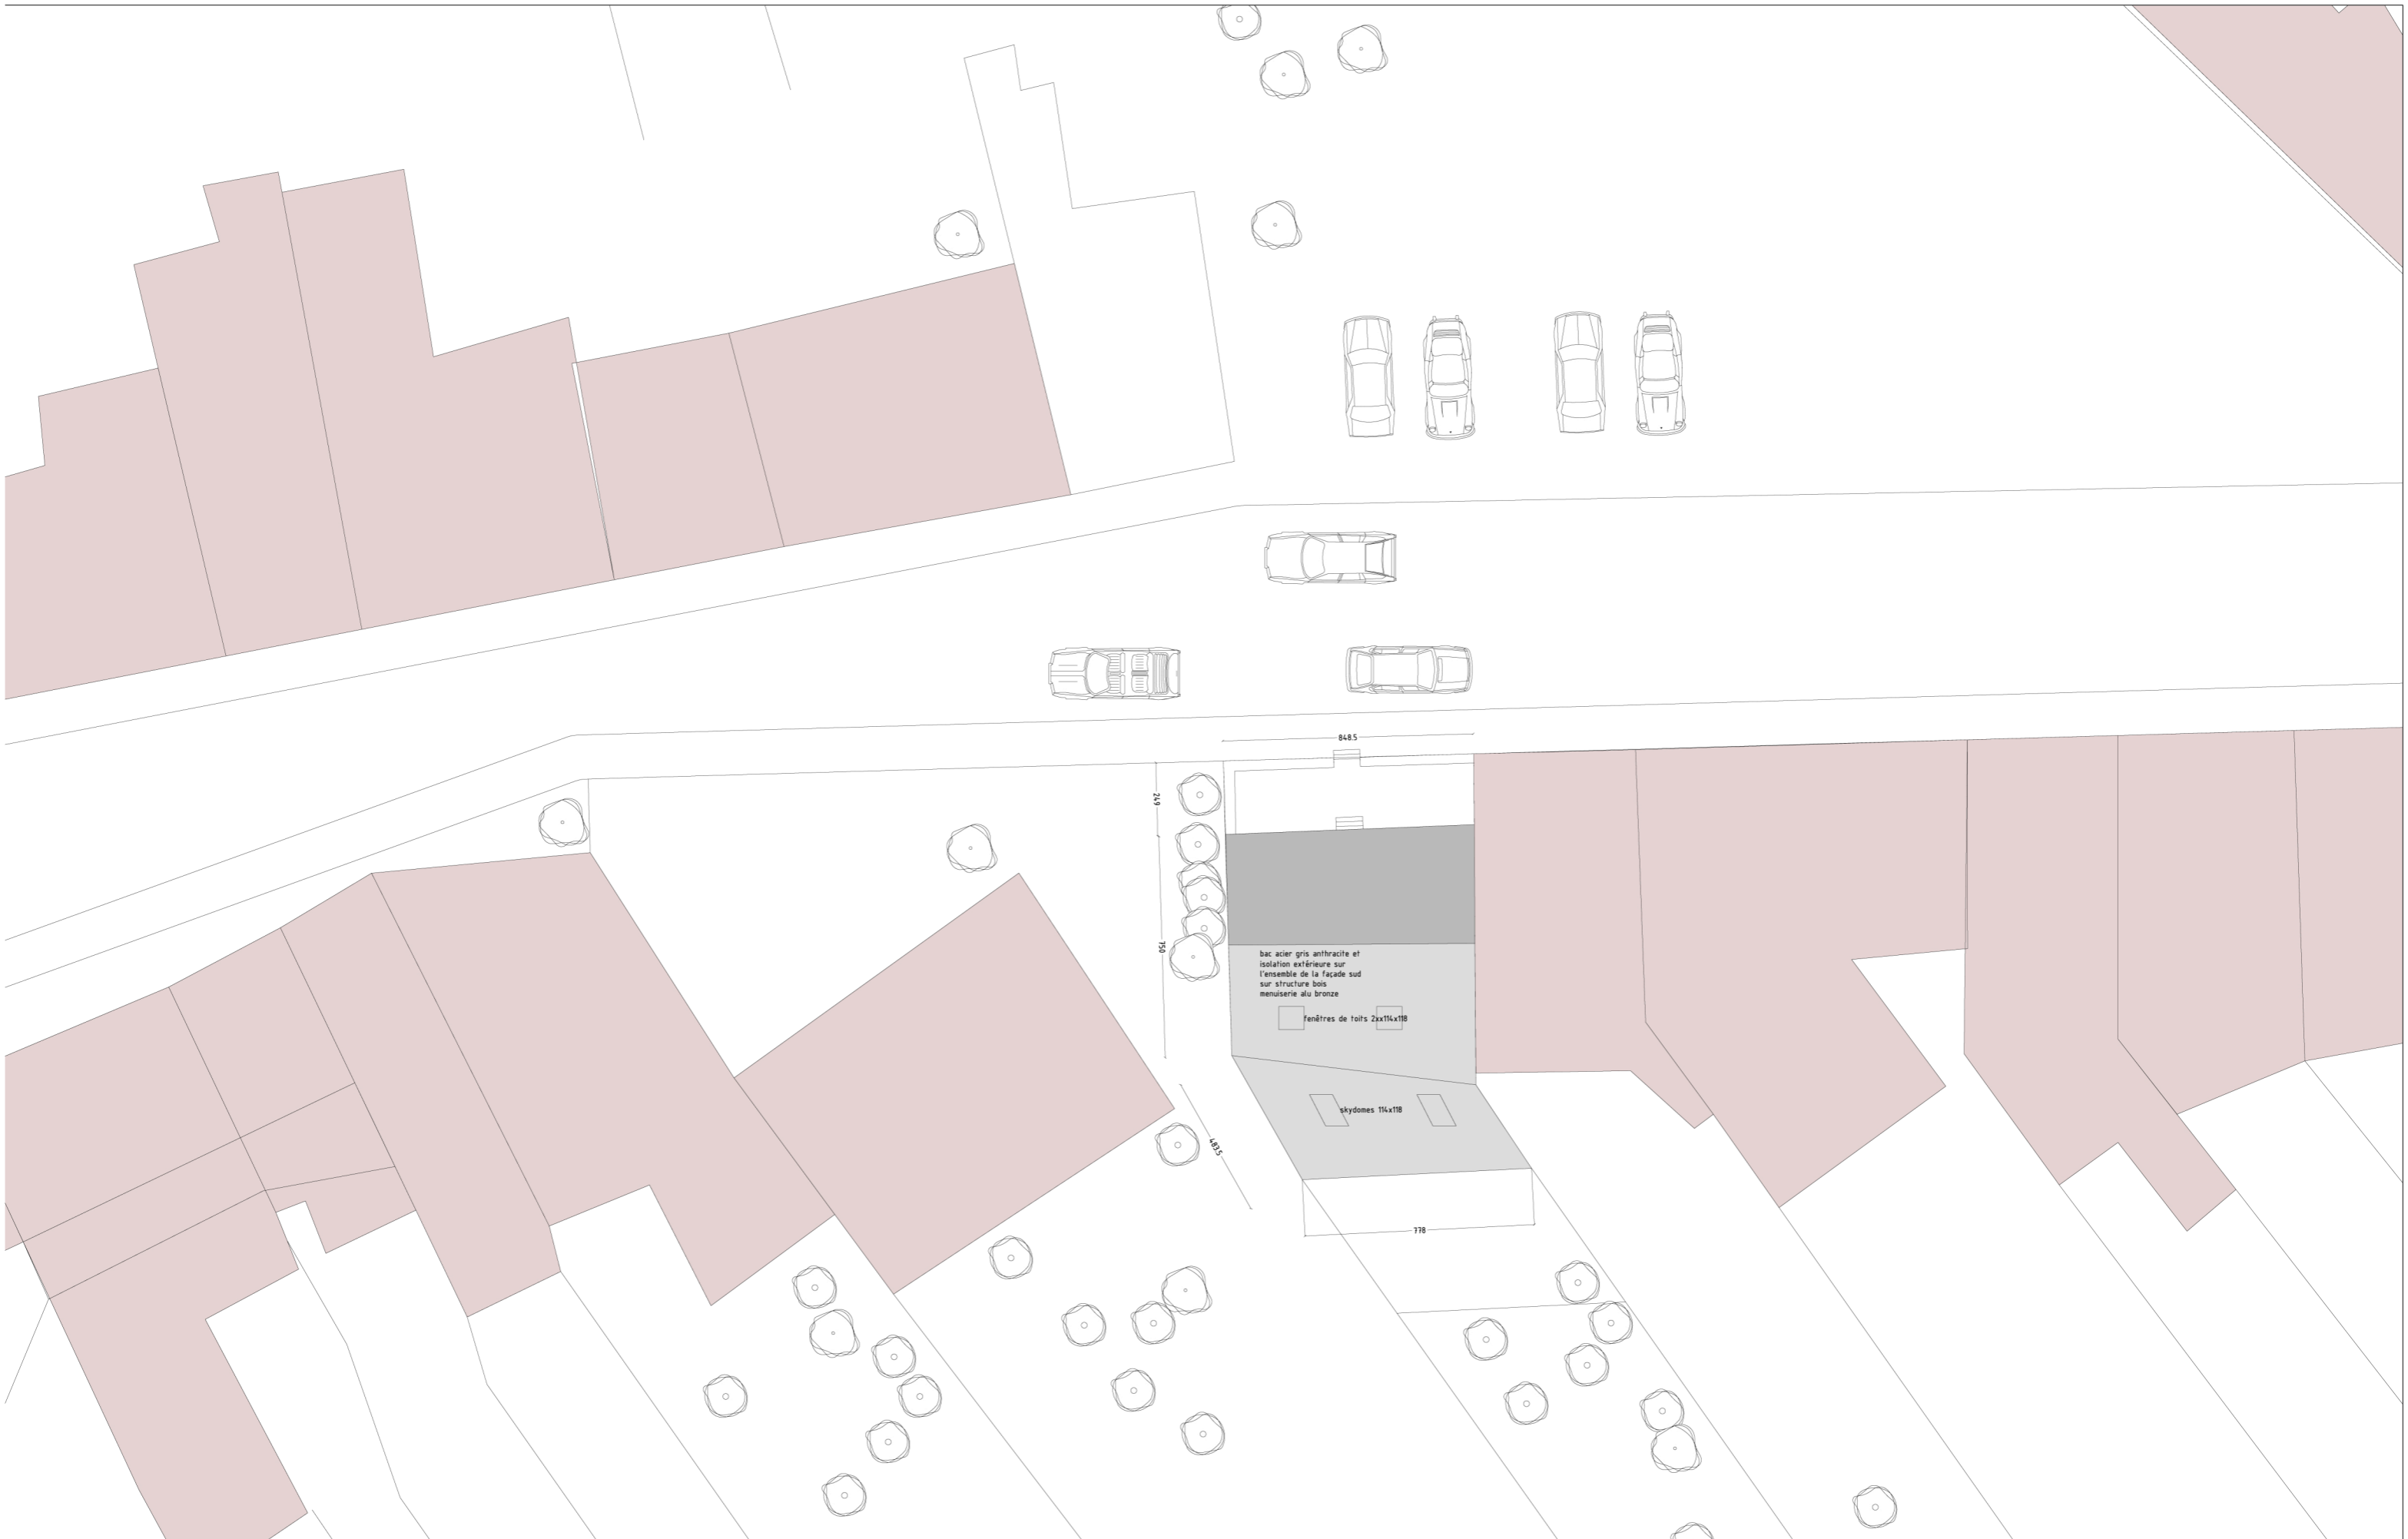 848.5
249
750
bac acier gris anthracite et
isolation extérieure sur
l'ensemble de la façade sud
sur structure bois
menuiserie alu bronze
fenêtres de toits 2xx114x118
skydomes 114x118
483.5
778